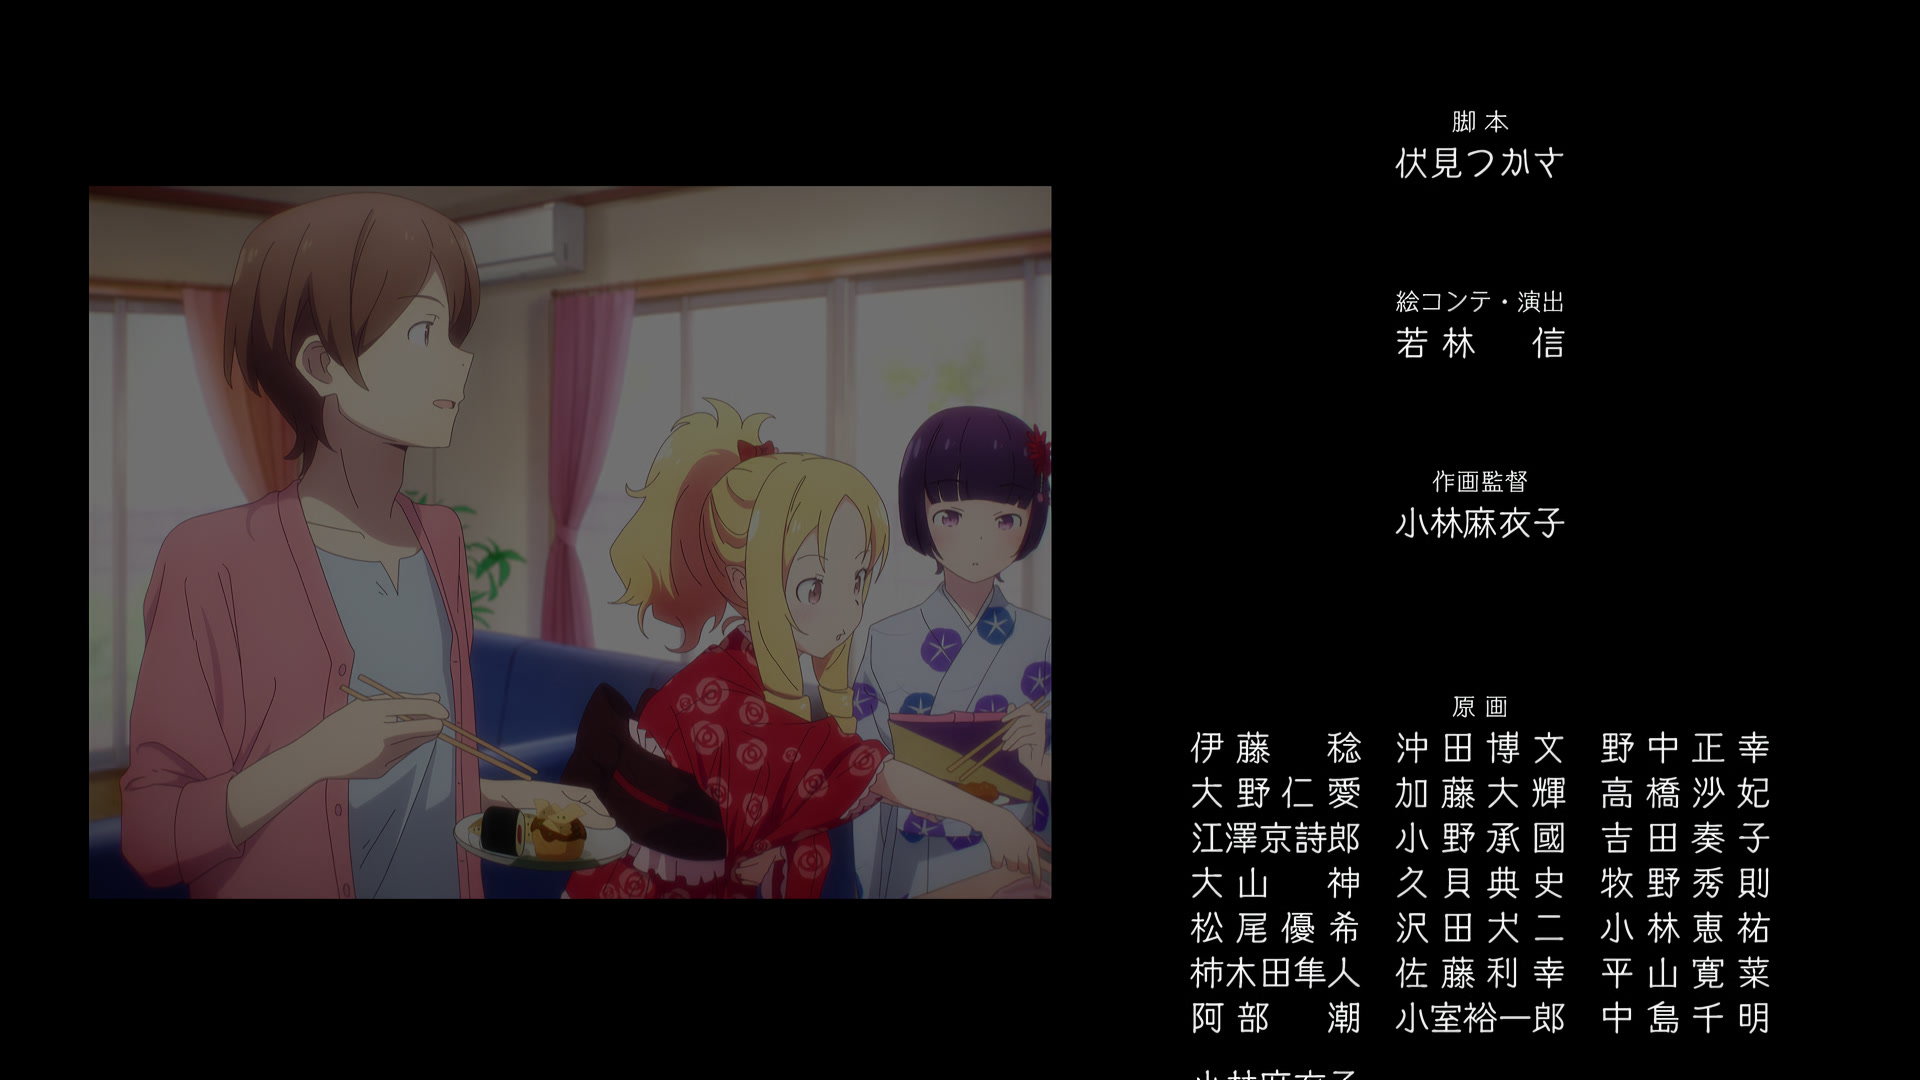 脚本
伏見つかさ
絵コンテ・演出
若林 信
作画監督
小林麻衣子
原画
伊藤 稔 沖田博文 野中正幸
大野仁愛 加藤大輝 高橋沙妃
江澤京詩郎 小野承國 吉田奏子
大山 神 久貝典史 牧野秀則
松尾優希 沢田犬二 小林恵祐
柿木田隼人 佐藤利幸 平山寛菜
阿部 潮 小室裕一郎 中島千明
小林麻衣子